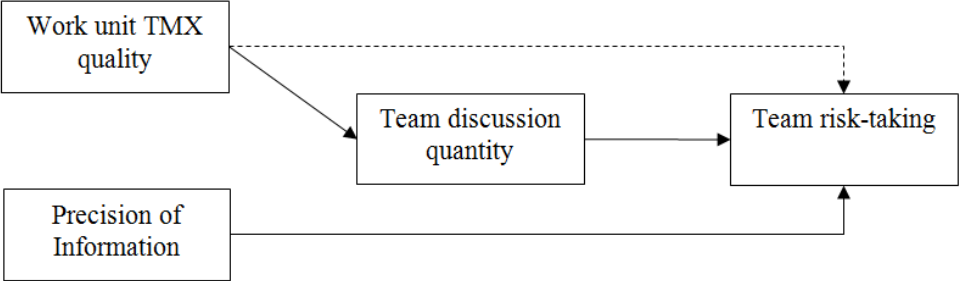 Work unit TMX
quality
Team discussion
quantity
Team risk-taking
Precision of
Information